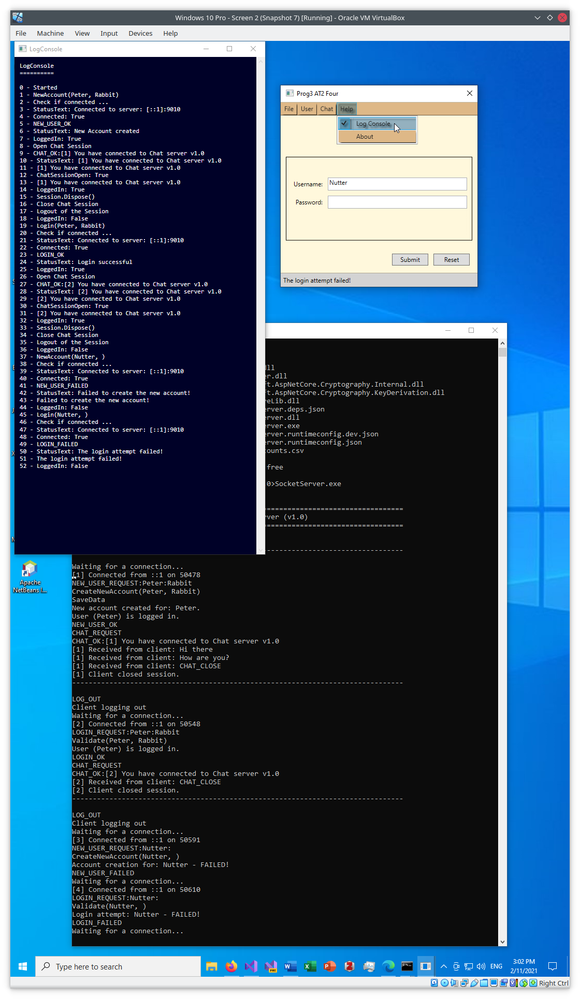 Windows 10 Pro - Screen 2 (Snapshot 7) [Running] - Oracle VM VirtualBox
File Machine View Input Devices Help
LogConsole
LogConsole
==========
0 - Started
1 - NewAccount(Peter, Rabbit)
2 - Check if connected ...
3 - StatusText: Connected to server: [::1]:9010
4 - Connected: True
5 - NEW_USER_OK
6 - StatusText: New Account created
7 - LoggedIn: True
8 - Open Chat Session
9 - CHAT_OK:[1] You have connected to Chat server v1.0
10 - StatusText: [1] You have connected to Chat server v1.0
11 - [1] You have connected to Chat server v1.0
12 - ChatSessionOpen: True
13 - [1] You have connected to Chat server v1.0
14 - LoggedIn: True
15 - Session.Dispose()
16 - Close Chat Session
17 - Logout of the Session
18 - LoggedIn: False
19 - Login(Peter, Rabbit)
20 - Check if connected ...
21 - StatusText: Connected to server: [::1]:9010
22 - Connected: True
23 - LOGIN_OK
24 - StatusText: Login successful
25 - LoggedIn: True
26 - Open Chat Session
27 - CHAT_OK:[2] You have connected to Chat server v1.0
28 - StatusText: [2] You have connected to Chat server v1.0
29 - [2] You have connected to Chat server v1.0
30 - ChatSessionOpen: True
31 - [2] You have connected to Chat server v1.0
32 - LoggedIn: True
33 - Session.Dispose()
34 - Close Chat Session
35 - Logout of the Session
36 - LoggedIn: False
37 - NewAccount(Nutter, )
38 - Check if connected ...
39 - StatusText: Connected to server: [::1]:9010
40 - Connected: True
41 - NEW_USER_FAILED
42 - StatusText: Failed to create the new account!
43 - Failed to create the new account!
44 - LoggedIn: False
45 - Login(Nutter, )
46 - Check if connected ...
47 - StatusText: Connected to server: [::1]:9010
48 - Connected: True
49 - LOGIN_FAILED
50 - StatusText: The login attempt failed!
51 - The login attempt failed!
52 - LoggedIn: False
Prog3 AT2 Four
File User Chat Help
Log Console
About
Username: Nutter
Password:
Submit Reset
The login attempt failed!
dll
er.dll
ft.AspNetCore.Cryptography.Internal.dll
ft.AspNetCore.Cryptography.KeyDerivation.dll
reLib.dll
erver.deps.json
erver.dll
erver.exe
erver.runtimeconfig.dev.json
erver.runtimeconfig.json
ounts.csv
free
0>SocketServer.exe
=================================
rver (v1.0)
=================================
---------------------------------
Waiting for a connection...
[1] Connected from ::1 on 50478
NEW_USER_REQUEST:Peter:Rabbit
CreateNewAccount(Peter, Rabbit)
SaveData
New account created for: Peter.
User (Peter) is logged in.
NEW_USER_OK
CHAT_REQUEST
CHAT_OK:[1] You have connected to Chat server v1.0
[1] Received from client: Hi there
[1] Received from client: How are you?
[1] Received from client: CHAT_CLOSE
[1] Client closed session.
--------------------------------------------------------------------------------
LOG_OUT
Client logging out
Waiting for a connection...
[2] Connected from ::1 on 50548
LOGIN_REQUEST:Peter:Rabbit
Validate(Peter, Rabbit)
User (Peter) is logged in.
LOGIN_OK
CHAT_REQUEST
CHAT_OK:[2] You have connected to Chat server v1.0
[2] Received from client: CHAT_CLOSE
[2] Client closed session.
--------------------------------------------------------------------------------
LOG_OUT
Client logging out
Waiting for a connection...
[3] Connected from ::1 on 50591
NEW_USER_REQUEST:Nutter:
CreateNewAccount(Nutter, )
Account creation for: Nutter - FAILED!
NEW_USER_FAILED
Waiting for a connection...
[4] Connected from ::1 on 50610
LOGIN_REQUEST:Nutter:
Validate(Nutter, )
Login attempt: Nutter - FAILED!
LOGIN_FAILED
Waiting for a connection...
Apache
NetBeans I...
Type here to search
ENG
3:02 PM
2/11/2021
Right Ctrl